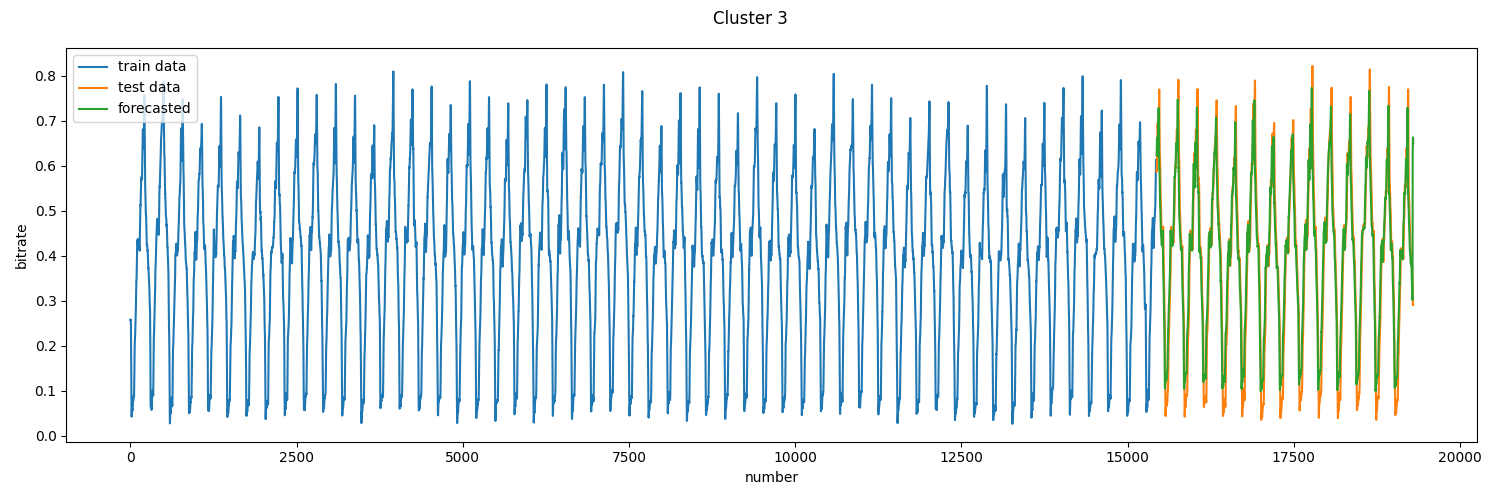 Cluster 3
train data
test data
forecasted
bitrate
0.8
0.7
0.6
0.5
0.4
0.3
0.2
0.1
0.0
0 2500 5000 7500 10000 12500 15000 17500 20000
number